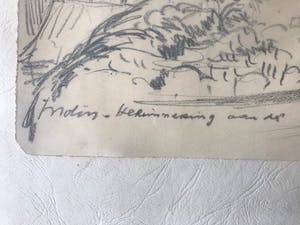 Indiës - Herinnering aan de